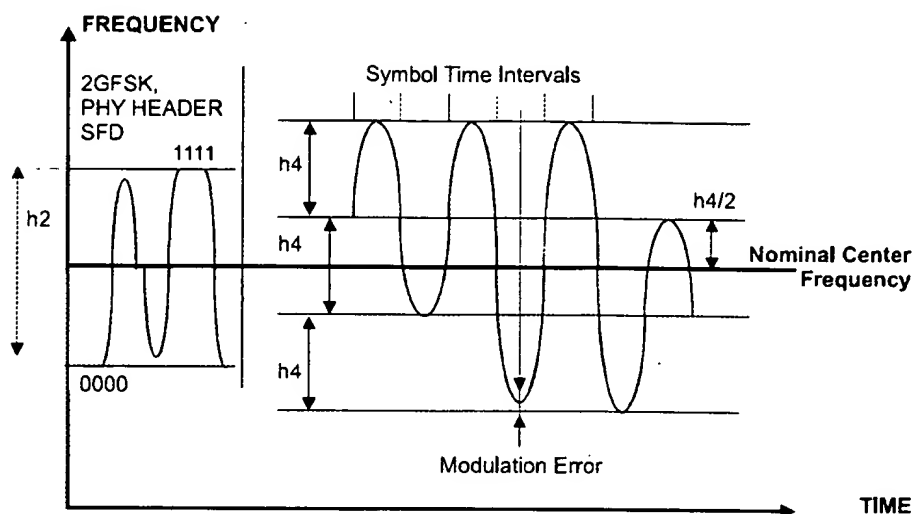 FREQUENCY
2GFSK,
PHY HEADER
SFD
1111
h2
0000
Symbol Time Intervals
h4
h4
h4
h4/2
Nominal Center
Frequency
Modulation Error
TIME